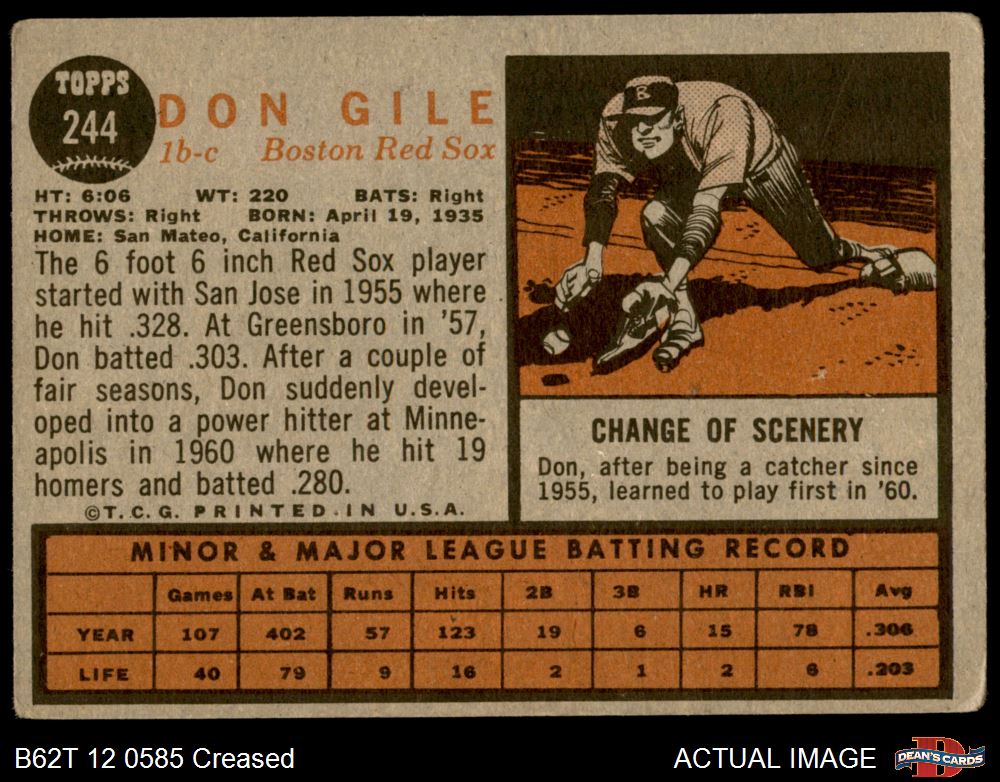 TOPPS
244
DON GILE
1b-c Boston Red Sox
HT: 6:06 WT: 220 BATS: Right
THROWS: Right BORN: April 19, 1935
HOME: San Mateo, California
The 6 foot 6 inch Red Sox player
started with San Jose in 1955 where
he hit .328. At Greensboro in '57,
Don batted .303. After a couple of
fair seasons, Don suddenly devel-
oped into a power hitter at Minne-
apolis in 1960 where he hit 19
homers and batted .280.
©T.C.G. PRINTED IN U.S.A.
B
CHANGE OF SCENERY
Don, after being a catcher since
1955, learned to play first in '60.
MINOR & MAJOR LEAGUE BATTING RECORD
Games At Bat Runs Hits 2B 3B HR RBI Avg
YEAR 107 402 57 123 19 6 15 78 .306
LIFE 40 79 9 16 2 1 2 6 .203
B62T 12 0585 Creased
ACTUAL IMAGE
D
DEAN'S CARDS